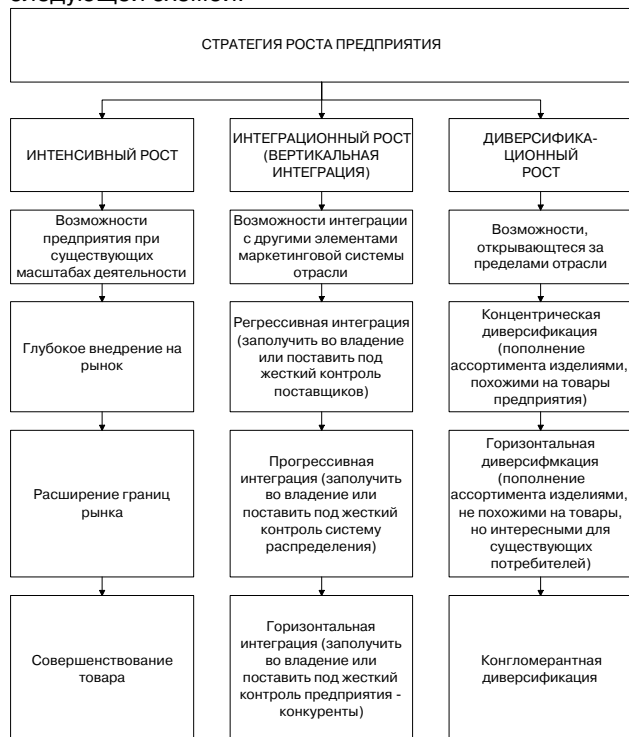 следующей схемой:
СТРАТЕГИЯ РОСТА ПРЕДПРИЯТИЯ
ИНТЕНСИВНЫЙ РОСТ
ИНТЕГРАЦИОННЫЙ РОСТ
(ВЕРТИКАЛЬНАЯ
ИНТЕГРАЦИЯ)
ДИВЕРСИФИКА-
ЦИОННЫЙ
РОСТ
Возможности
предприятия при
существующих
масштабах деятельности
Возможности интеграции
с другими элементами
маркетинговой системы
отрасли
Возможности,
открывающтеся за
пределами отрасли
Глубокое внедрение на
рынок
Регрессивная интеграция
(заполучить во владение
или поставить под
жесткий контроль
поставщиков)
Концентрическая
диверсификация
(пополнение
ассортимента изделиями,
похожими на товары
предприятия)
Расширение границ
рынка
Прогрессивная
интеграция (заполучить
во владение или
поставить под жесткий
контроль систему
распределения)
Горизонтальная
диверсифмкация
(пополнение
ассортимента изделиями,
не похожими на товары,
но интересными для
существующих
потребителей)
Совершенствование
товара
Горизонтальная
интеграция (заполучить
во владение или
поставить под жесткий
контроль предприятия -
конкуренты)
Конгломерантная
диверсификация